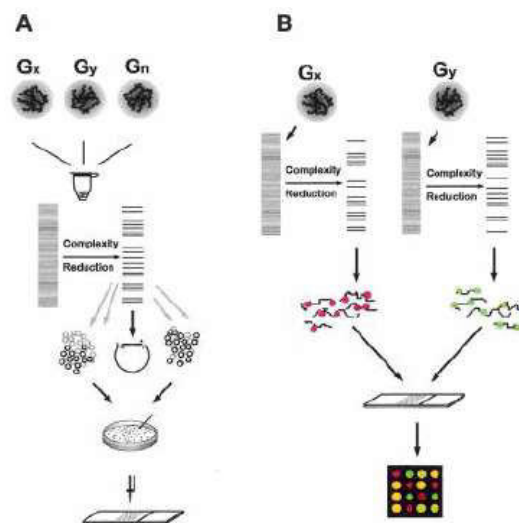 A
Gx Gy Gn
Complexity
Reduction
B
Gx
Gy
Complexity
Reduction
Complexity
Reduction